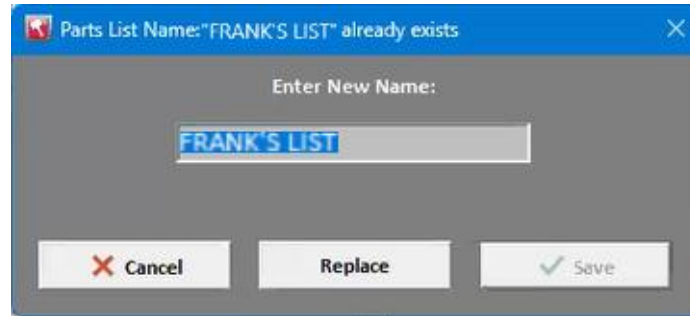 Parts List Name:"FRANK'S LIST" already exists
Enter New Name:
FRANK'S LIST
Cancel
Replace
Save